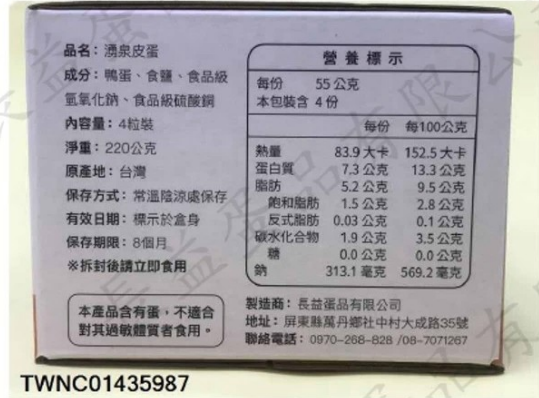 品名：湧泉皮蛋
成分：鴨蛋、食鹽、食品級
氫氧化鈉、食品級硫酸銅
內容量：4粒裝
淨重：220公克
原產地：台灣
保存方式：常溫陰涼處保存
有效日期：標示於盒身
保存期限：8個月
※拆封後請立即食用
本產品含有蛋，不適合
對其過敏體質者食用。
營養標示
每份 55公克
本包裝含 4份
每份 每100公克
熱量 83.9大卡 152.5大卡
蛋白質 7.3公克 13.3公克
脂肪 5.2公克 9.5公克
飽和脂肪 1.5公克 2.8公克
反式脂肪 0.03公克 0.1公克
碳水化合物 1.9公克 3.5公克
糖 0.0公克 0.0公克
鈉 313.1毫克 569.2毫克
製造商：長益蛋品有限公司
地址：屏東縣萬丹鄉社中村大成路35號
聯絡電話：0970-268-828 /08-7071267
TWNC01435987